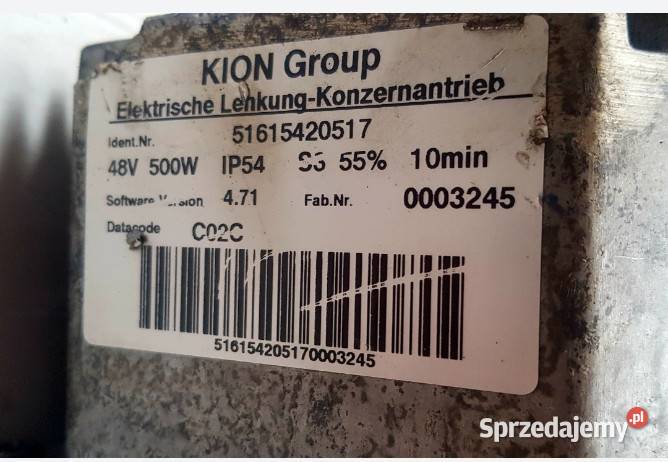 KION Group
Elektrische Lenkung-Konzernantrieb
Ident.Nr. 51615420517
48V 500W IP54 S3 55% 10min
Software Version 4.71 Fab.Nr. 0003245
Datacode C02C
516154205170003245
Sprzedajemy.pl